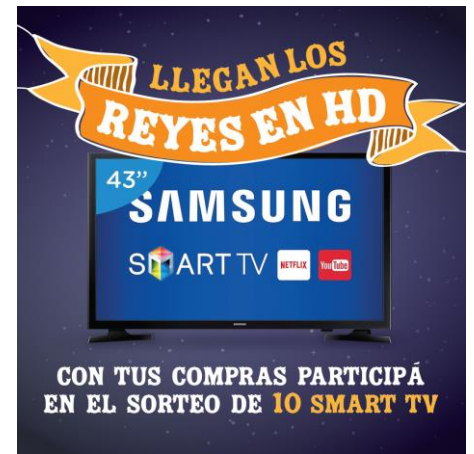 LLEGAN LOS
REYES EN HD
43”
SAMSUNG
SMART TV NETFLIX YouTube
SAMSUNG
CON TUS COMPRAS PARTICIPÁ
EN EL SORTEO DE 10 SMART TV